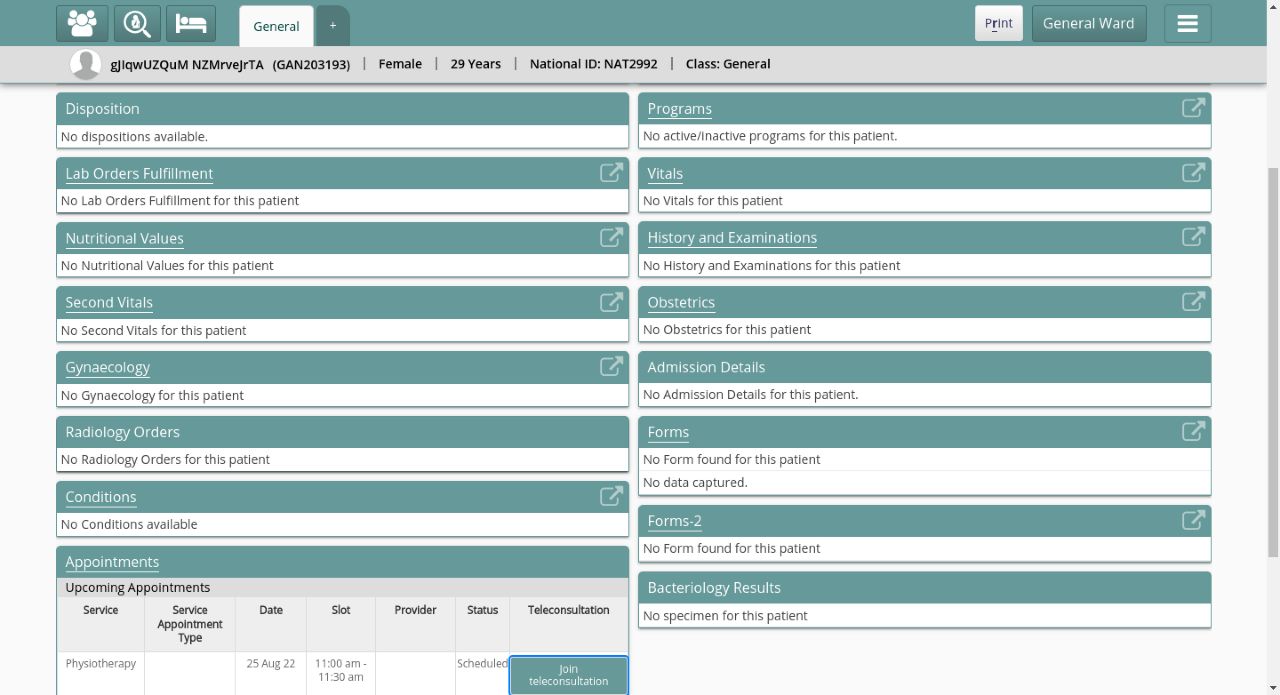 General
+
Print
General Ward
gJIqwUZQuM NZMrveJrTA (GAN203193) | Female | 29 Years | National ID: NAT2992 | Class: General
Disposition
No dispositions available.
Lab Orders Fulfillment
No Lab Orders Fulfillment for this patient
Nutritional Values
No Nutritional Values for this patient
Second Vitals
No Second Vitals for this patient
Gynaecology
No Gynaecology for this patient
Radiology Orders
No Radiology Orders for this patient
Conditions
No Conditions available
Appointments
Upcoming Appointments
Service
Service
Appointment
Type
Date
Slot
Provider
Status
Teleconsultation
Physiotherapy
25 Aug 22
11:00 am -
11:30 am
Scheduled
Join
teleconsultation
Programs
No active/inactive programs for this patient.
Vitals
No Vitals for this patient
History and Examinations
No History and Examinations for this patient
Obstetrics
No Obstetrics for this patient
Admission Details
No Admission Details for this patient.
Forms
No Form found for this patient
No data captured.
Forms-2
No Form found for this patient
Bacteriology Results
No specimen for this patient